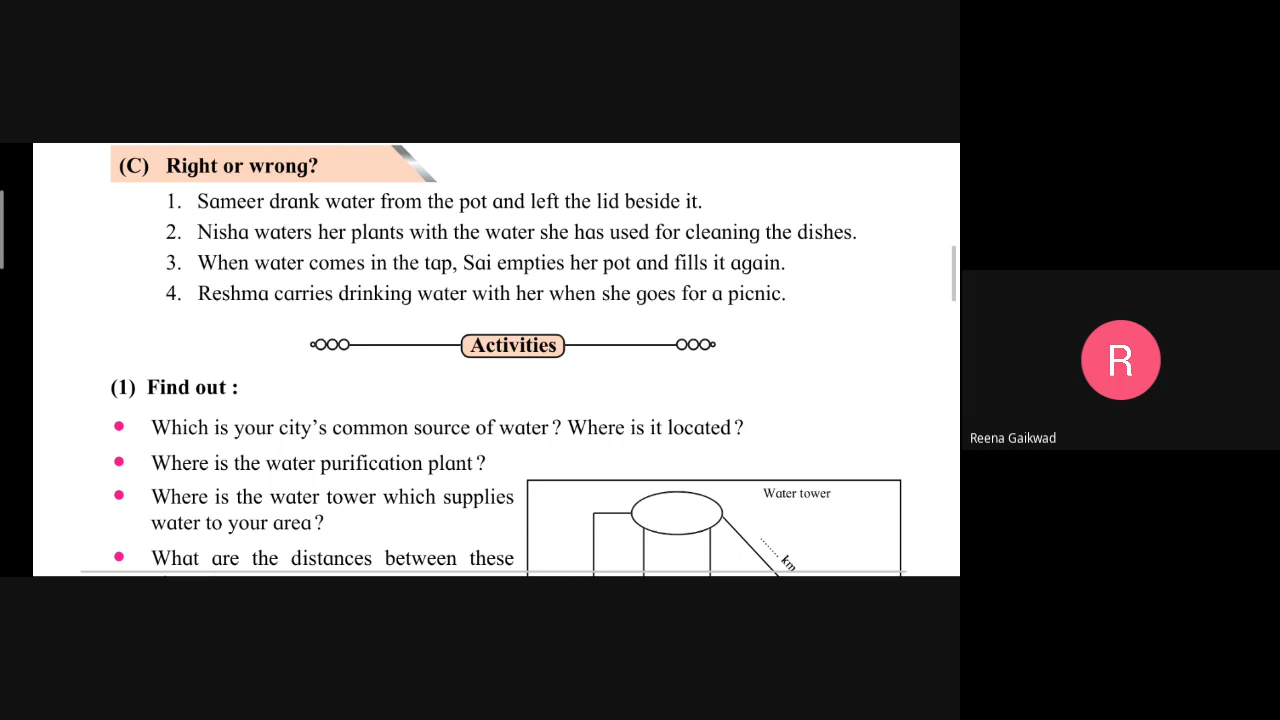 (C) Right or wrong?
1. Sameer drank water from the pot and left the lid beside it.
2. Nisha waters her plants with the water she has used for cleaning the dishes.
3. When water comes in the tap, Sai empties her pot and fills it again.
4. Reshma carries drinking water with her when she goes for a picnic.
Activities
(1) Find out :
• Which is your city's common source of water? Where is it located?
• Where is the water purification plant?
• Where is the water tower which supplies
water to your area?
• What are the distances between these
Water tower
........ km
R
Reena Gaikwad